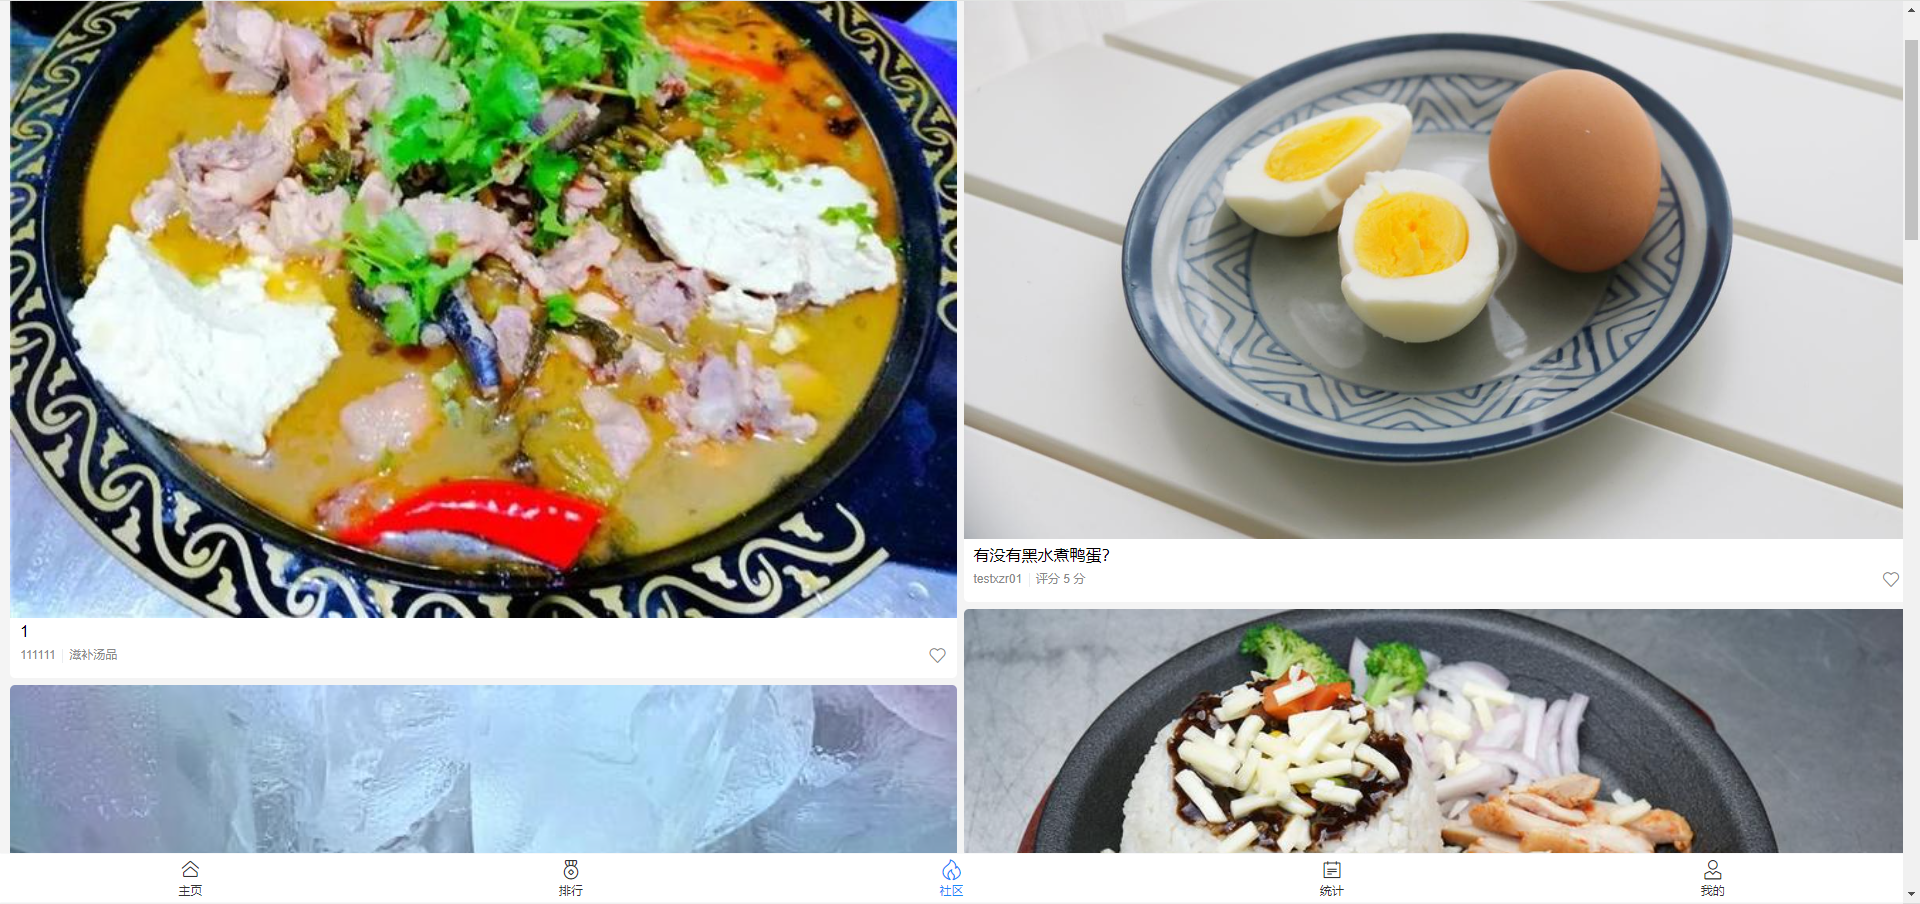 1
111111 滋补汤品
有没有黑水煮鸭蛋?
testxzr01 评分 5 分
主页
排行
社区
统计
我的